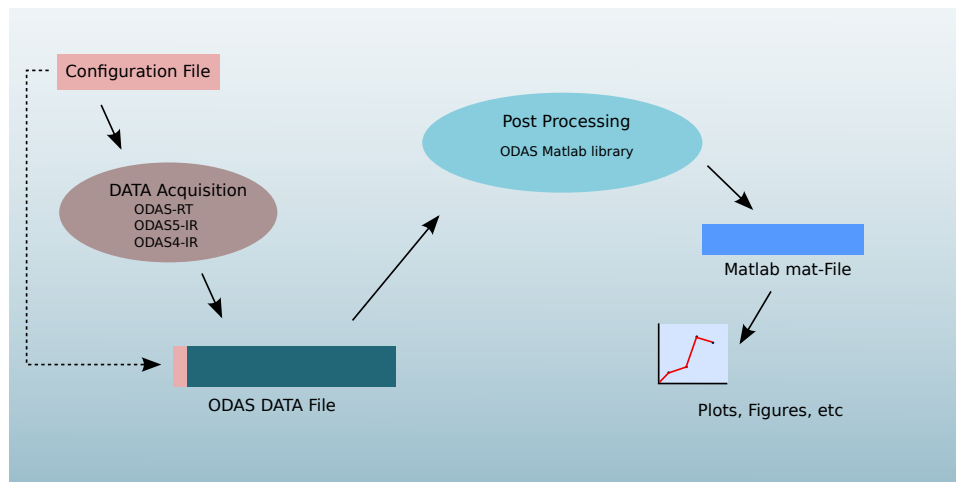 Configuration File
DATA Acquisition
ODAS-RT
ODAS5-IR
ODAS4-IR
ODAS DATA File
Post Processing
ODAS Matlab library
Matlab mat-File
Plots, Figures, etc